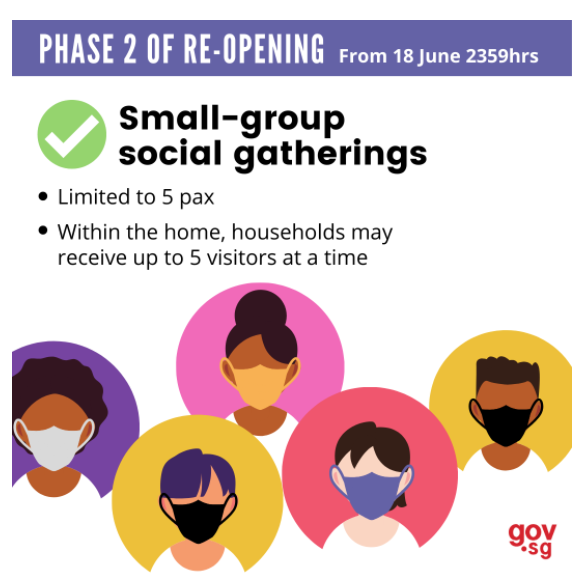 PHASE 2 OF RE-OPENING From 18 June 2359hrs
Small-group
social gatherings
• Limited to 5 pax
• Within the home, households may
receive up to 5 visitors at a time
gov
.sg